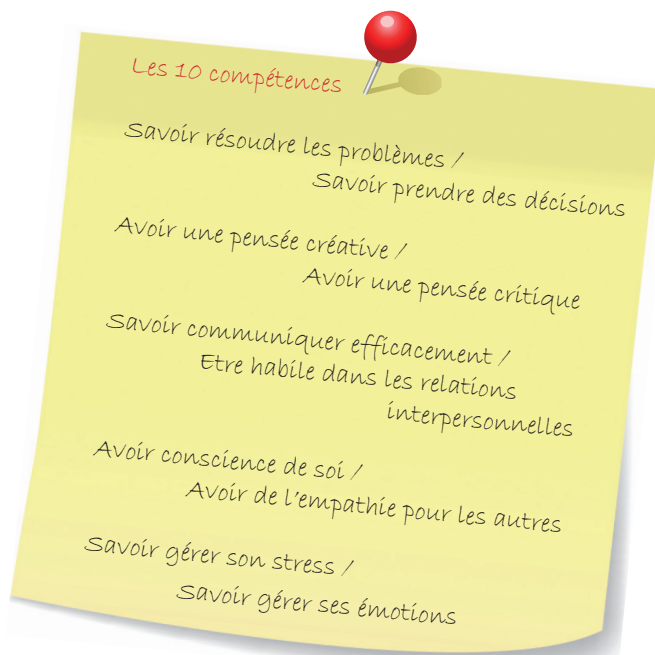 Les 10 compétences
Savoir résoudre les problèmes /
Savoir prendre des décisions
Avoir une pensée créative /
Avoir une pensée critique
Savoir communiquer efficacement /
Etre habile dans les relations
interpersonnelles
Avoir conscience de soi /
Avoir de l'empathie pour les autres
Savoir gérer son stress /
Savoir gérer ses émotions